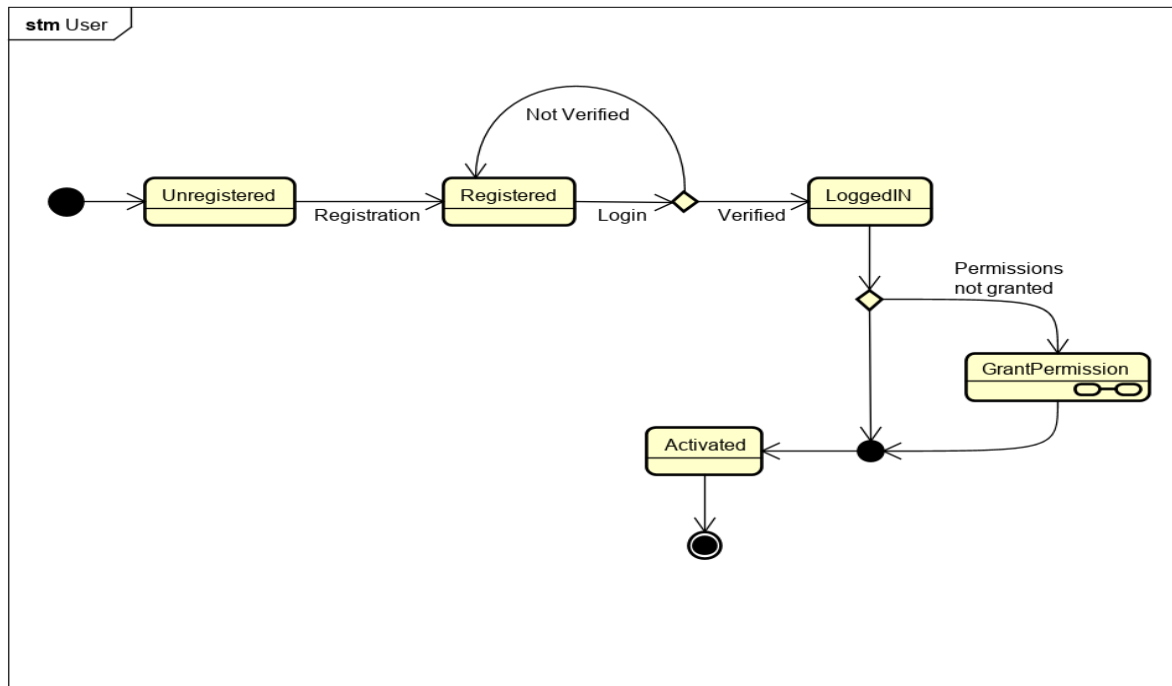 stm User
Not Verified
Unregistered
Registration
Registered
Login
Verified
LoggedIN
Permissions
not granted
GrantPermission
Activated